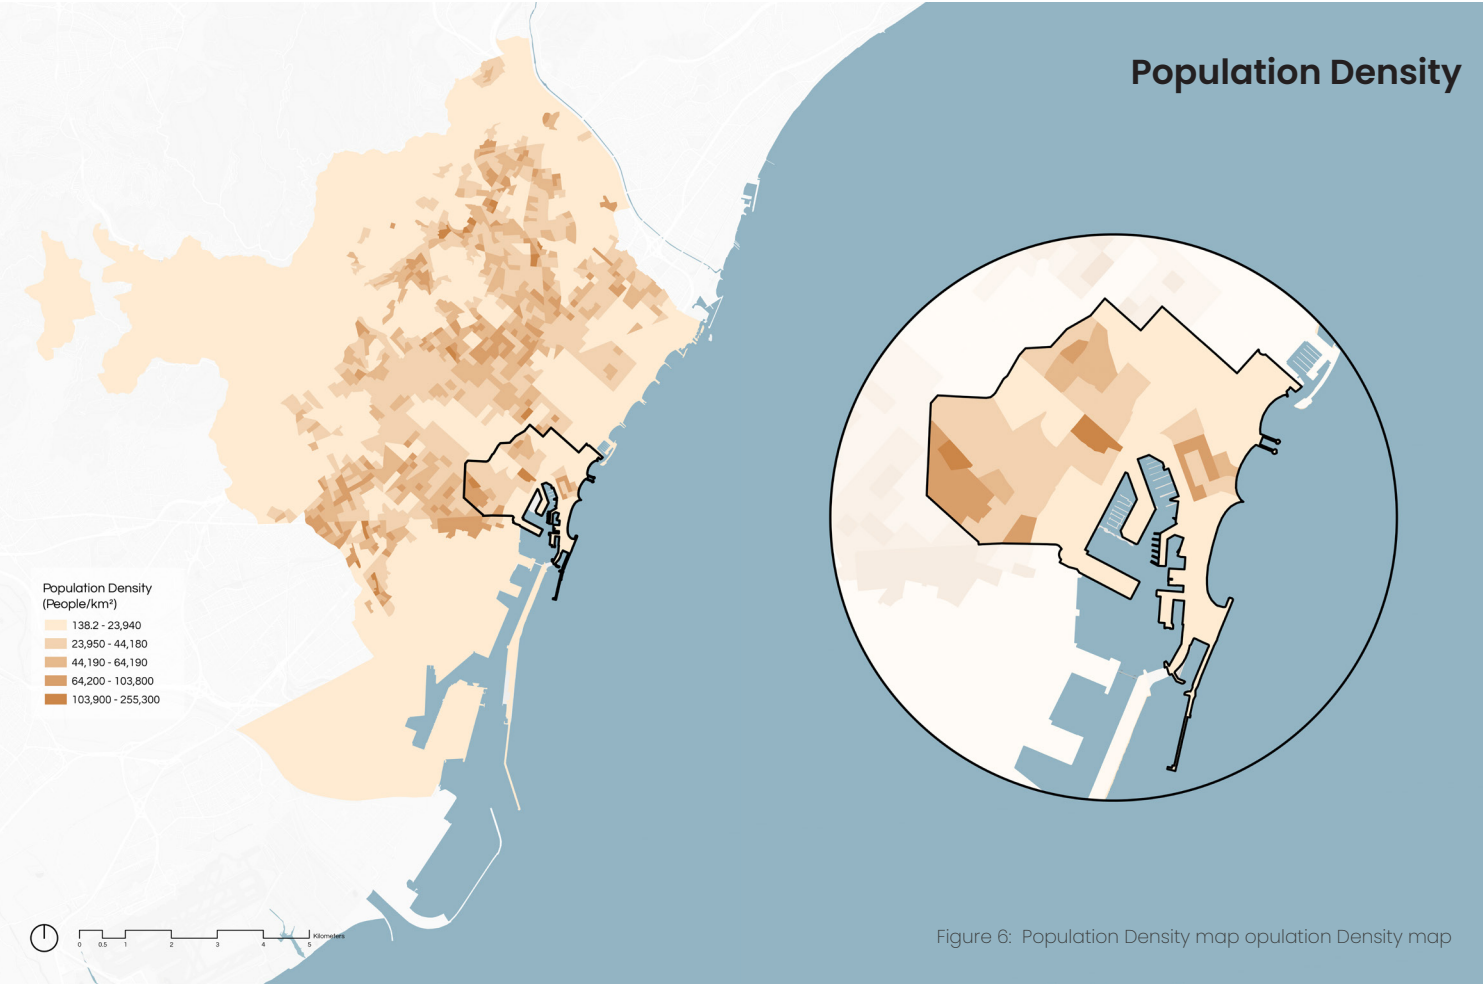 Population Density
Population Density
(People/km²)
138.2 - 23,940
23,950 - 44,180
44,190 - 64,190
64,200 - 103,800
103,900 - 255,300
Kilometers
0 0.5 1 2 3 4 5
Figure 6: Population Density map opulation Density map